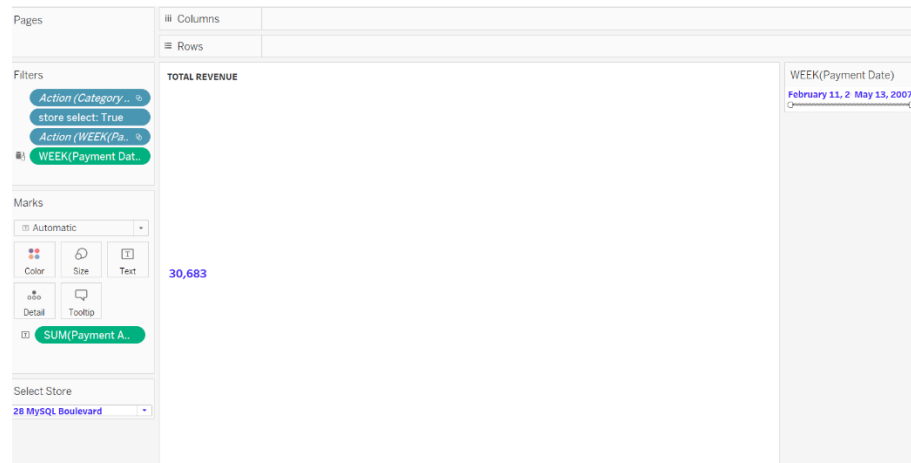 Pages
Columns
Rows
Filters
Action (Category..
store select: True
Action (WEEK(Pa..
WEEK(Payment Dat..
Marks
Automatic
Color Size Text
Detail Tooltip
SUM(Payment A..
Select Store
28 MySQL Boulevard
TOTAL REVENUE
30,683
WEEK(Payment Date)
February 11, 2 May 13, 2007